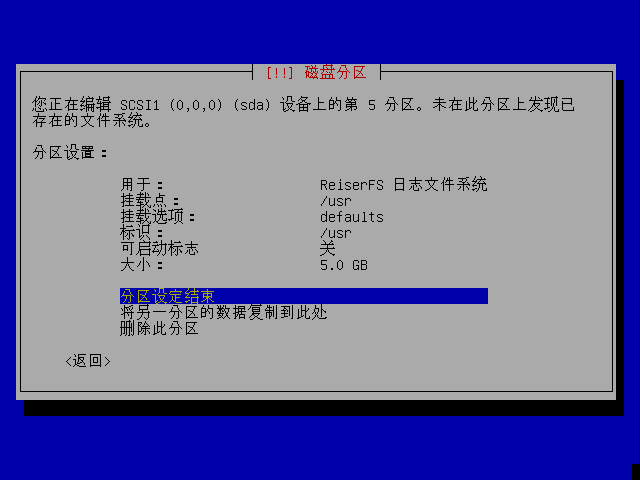 [!!] 磁盘分区
您正在编辑 SCSI1 (0,0,0) (sda) 设备上的第 5 分区。未在此分区上发现已
存在的文件系统。
分区设置：
用于： ReiserFS 日志文件系统
挂载点： /usr
挂载选项： defaults
标识： /usr
可启动标志 关
大小： 5.0 GB
分区设定结束
将另一分区的数据复制到此处
删除此分区
<返回>